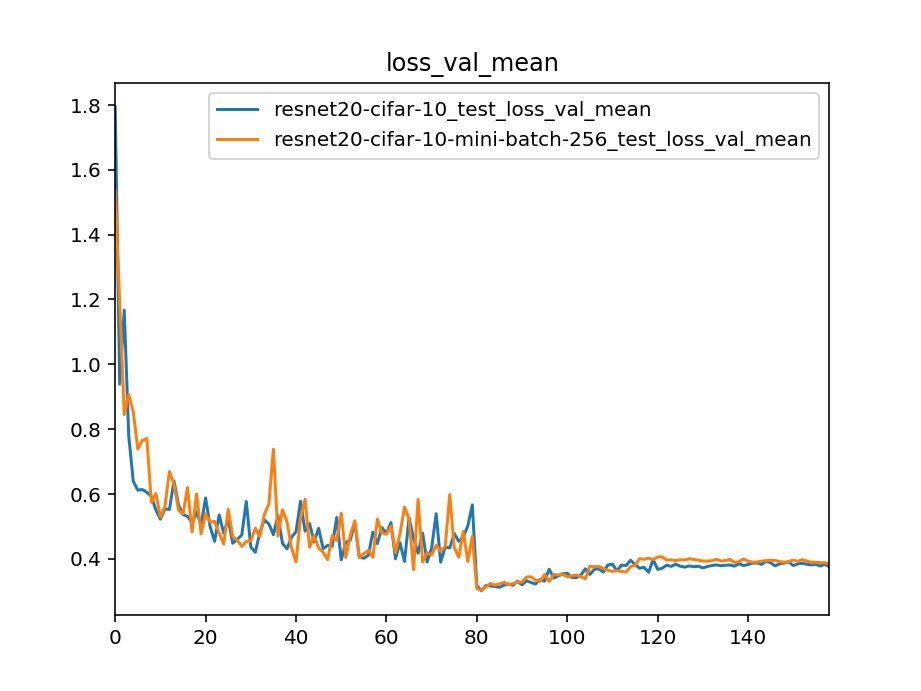 loss_val_mean
resnet20-cifar-10_test_loss_val_mean
resnet20-cifar-10-mini-batch-256_test_loss_val_mean
1.8
1.6
1.4
1.2
1.0
0.8
0.6
0.4
0 20 40 60 80 100 120 140